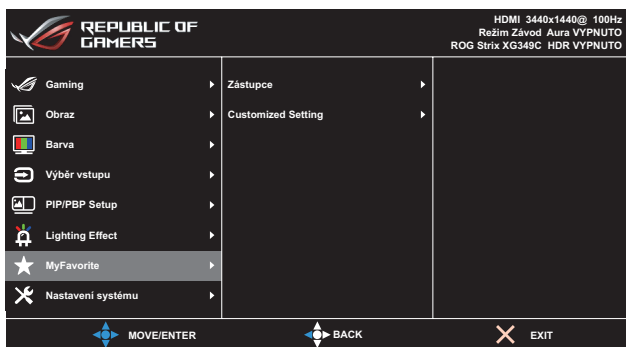 REPUBLIC OF
GAMERS
HDMI 3440x1440@ 100Hz
Režim Závod Aura VYPNUTO
ROG Strix XG349C HDR VYPNUTO
Gaming
Obraz
Barva
Výběr vstupu
PIP/PBP Setup
Lighting Effect
MyFavorite
Nastavení systému
Zástupce
Customized Setting
MOVE/ENTER
BACK
EXIT